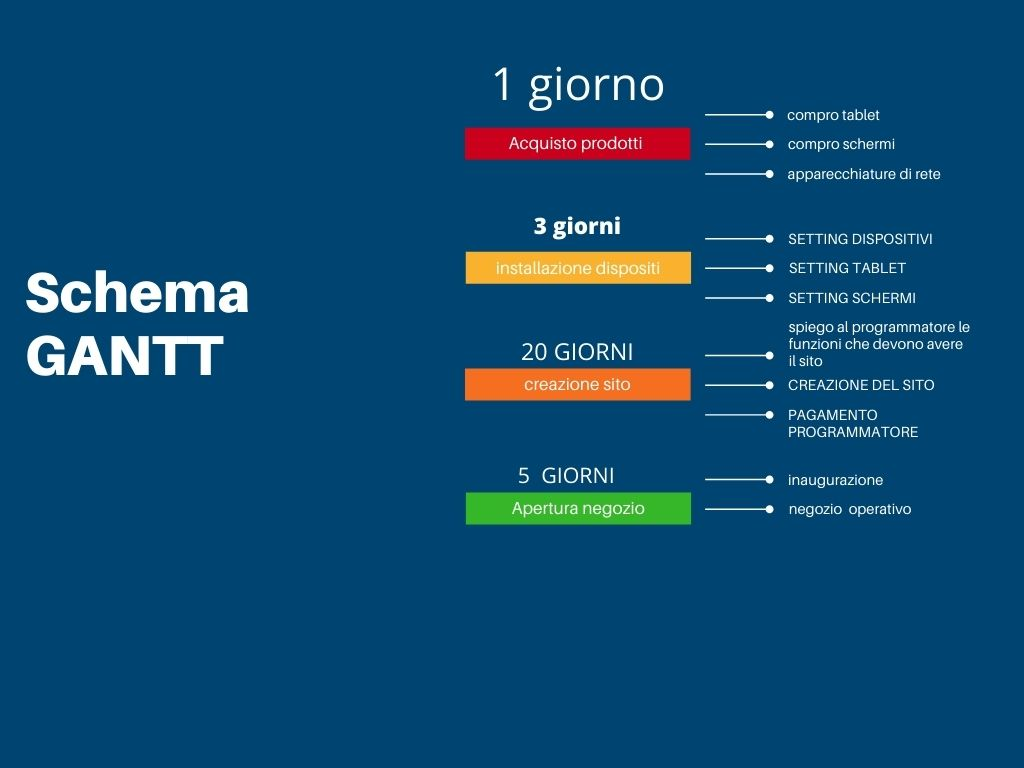 Schema
GANTT
1 giorno
Acquisto prodotti
compro tablet
compro schermi
apparecchiature di rete
3 giorni
installazione dispositi
SETTING DISPOSITIVI
SETTING TABLET
SETTING SCHERMI
20 GIORNI
creazione sito
spiego al programmatore le
funzioni che devono avere
il sito
CREAZIONE DEL SITO
PAGAMENTO
PROGRAMMATORE
5 GIORNI
Apertura negozio
inaugurazione
negozio operativo